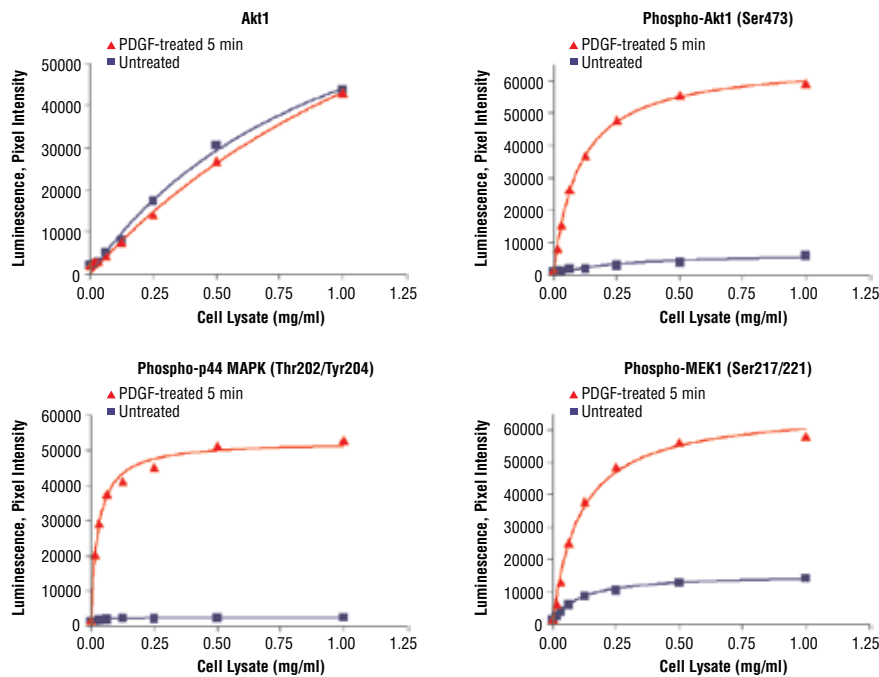 Akt1
▲ PDGF-treated 5 min
■ Untreated
Luminescence, Pixel Intensity
50000
40000
30000
20000
10000
0
0.00 0.25 0.50 0.75 1.00 1.25
Cell Lysate (mg/ml)
Phospho-Akt1 (Ser473)
▲ PDGF-treated 5 min
■ Untreated
Luminescence, Pixel Intensity
60000
50000
40000
30000
20000
10000
0
0.00 0.25 0.50 0.75 1.00 1.25
Cell Lysate (mg/ml)
Phospho-p44 MAPK (Thr202/Tyr204)
▲ PDGF-treated 5 min
■ Untreated
Luminescence, Pixel Intensity
60000
50000
40000
30000
20000
10000
0
0.00 0.25 0.50 0.75 1.00 1.25
Cell Lysate (mg/ml)
Phospho-MEK1 (Ser217/221)
▲ PDGF-treated 5 min
■ Untreated
Luminescence, Pixel Intensity
60000
50000
40000
30000
20000
10000
0
0.00 0.25 0.50 0.75 1.00 1.25
Cell Lysate (mg/ml)